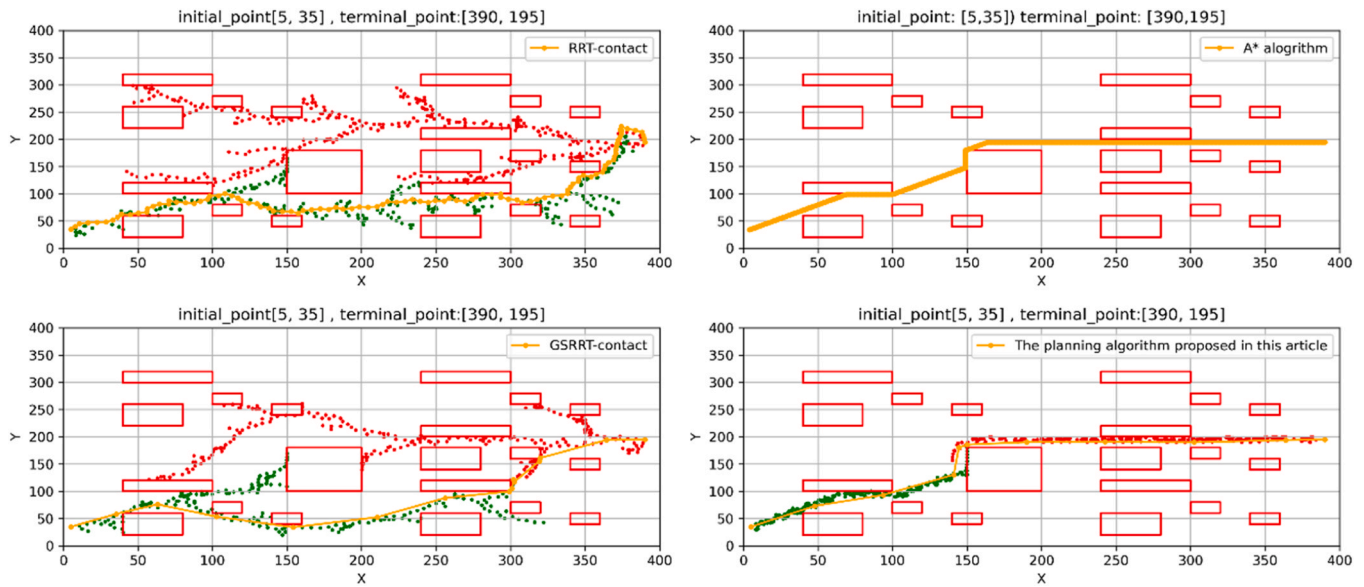 initial_point[5, 35] , terminal_point:[390, 195]
RRT-contact
Y
400
350
300
250
200
150
100
50
0
0 50 100 150 200 250 300 350 400
X
initial_point: [5,35]) terminal_point: [390,195]
A* alogrithm
Y
400
350
300
250
200
150
100
50
0
0 50 100 150 200 250 300 350 400
X
initial_point[5, 35] , terminal_point:[390, 195]
GSRRT-contact
Y
400
350
300
250
200
150
100
50
0
0 50 100 150 200 250 300 350 400
X
initial_point[5, 35] , terminal_point:[390, 195]
The planning algorithm proposed in this article
Y
400
350
300
250
200
150
100
50
0
0 50 100 150 200 250 300 350 400
X